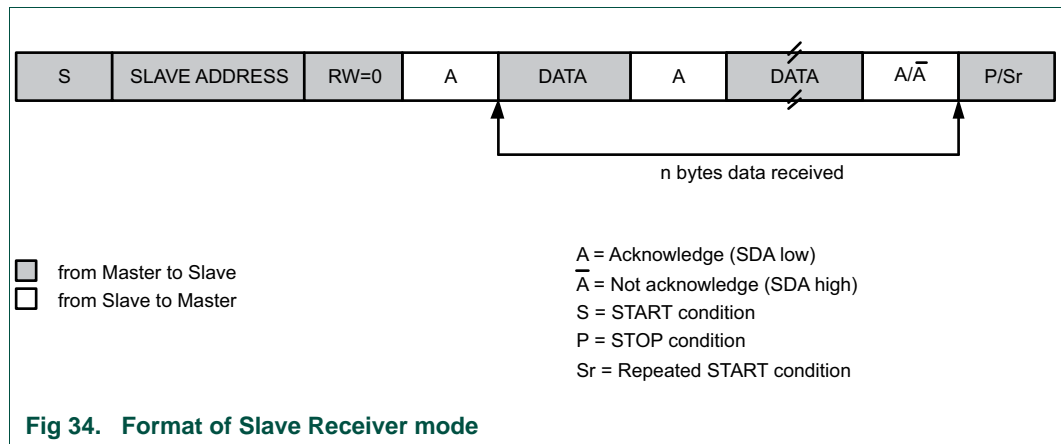 S SLAVE ADDRESS RW=0 A DATA A DATA A/A̅ P/Sr
n bytes data received
from Master to Slave
from Slave to Master
A = Acknowledge (SDA low)
A̅ = Not acknowledge (SDA high)
S = START condition
P = STOP condition
Sr = Repeated START condition
Fig 34. Format of Slave Receiver mode